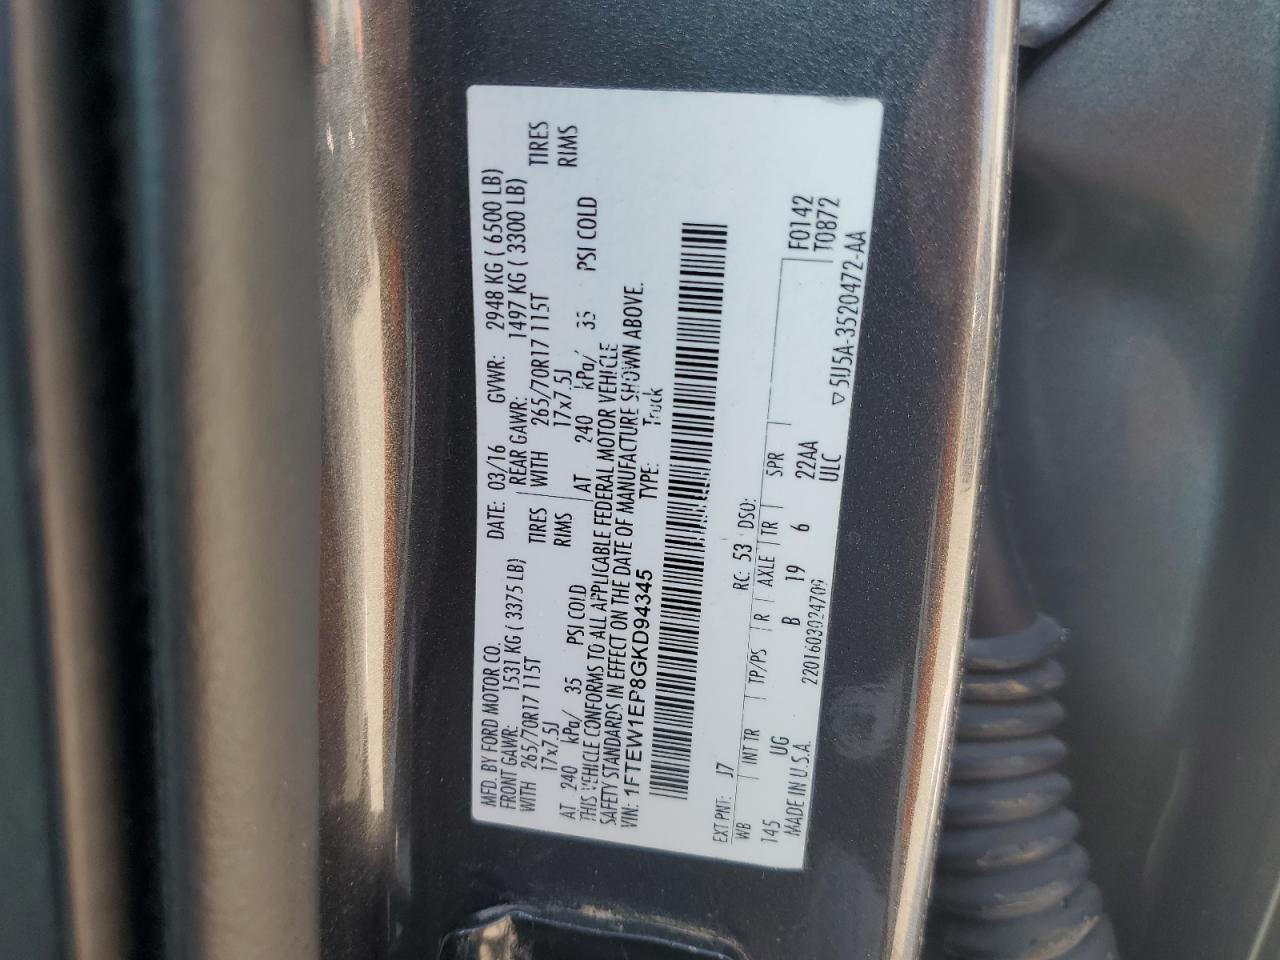 MFD. BY FORD MOTOR CO. DATE: 03/16 GVWR: 2948 KG ( 6500 LB)
FRONT GAWR: 1531 KG ( 3375 LB) REAR GAWR: 1497 KG ( 3300 LB)
WITH 265/70R17 115T TIRES WITH 265/70R17 115T TIRES
17x7.5J RIMS 17x7.5J RIMS
AT 240 kPa/ 35 PSI COLD AT 240 kPa/ 35 PSI COLD
THIS VEHICLE CONFORMS TO ALL APPLICABLE FEDERAL MOTOR VEHICLE
SAFETY STANDARDS IN EFFECT ON THE DATE OF MANUFACTURE SHOWN ABOVE.
VIN: 1FTEW1EP8GKD94345 TYPE: Truck
EXT PNT: J7 RC: 53 DSO: F0142
WB INT TR TP/PS R AXLE TR SPR T0872
145 UG B 19 6 22AA
MADE IN U.S.A. 2201603024709 ULC
▽ 5U5A-3520472-AA